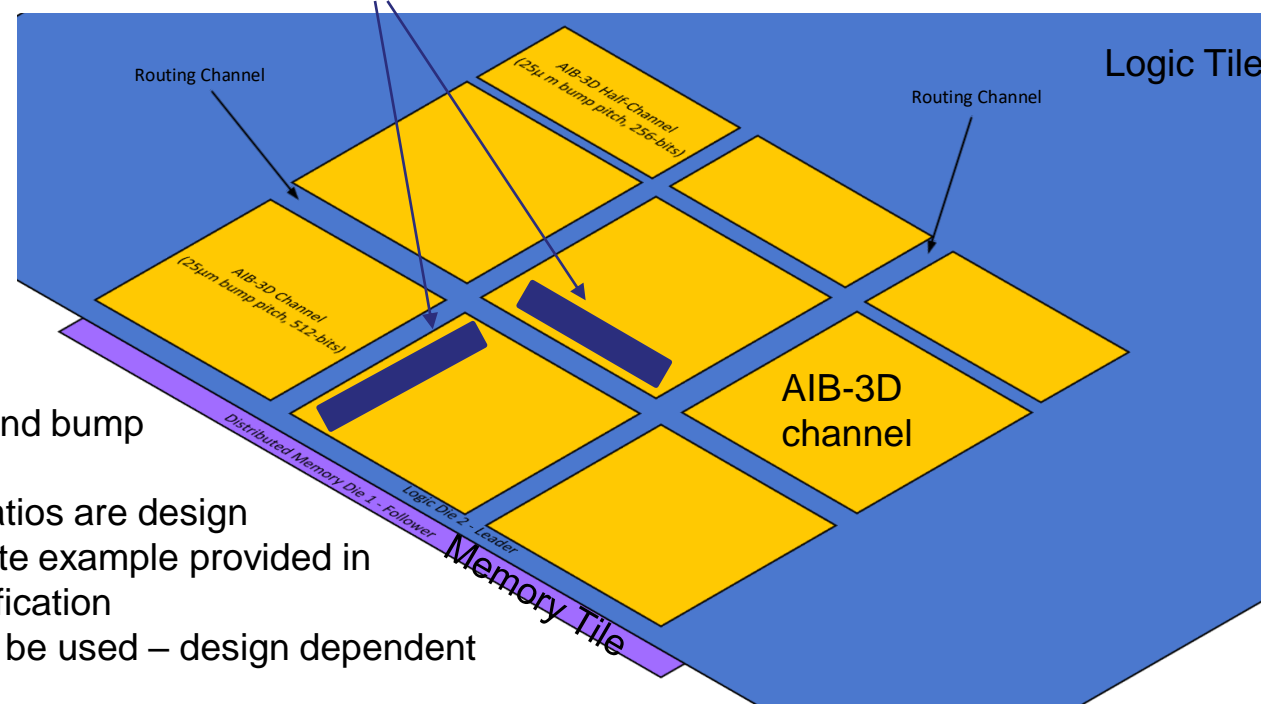 Logic Tile
Routing Channel
Routing Channel
AIB-3D Half-Channel
(25µ m bump pitch, 256-bits)
AIB-3D Channel
(25µm bump pitch, 512-bits)
AIB-3D
channel
nd bump
atios are design
te example provided in
fication
be used – design dependent
Distributed Memory Die 1 - Follower
Logic Die 2 - Leader
Memory Tile